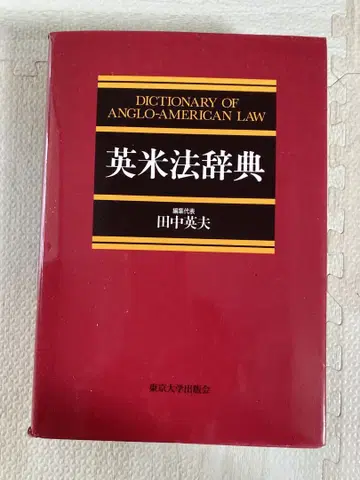 DICTIONARY OF
ANGLO-AMERICAN LAW
英米法辞典
編集代表
田中英夫
東京大学出版会